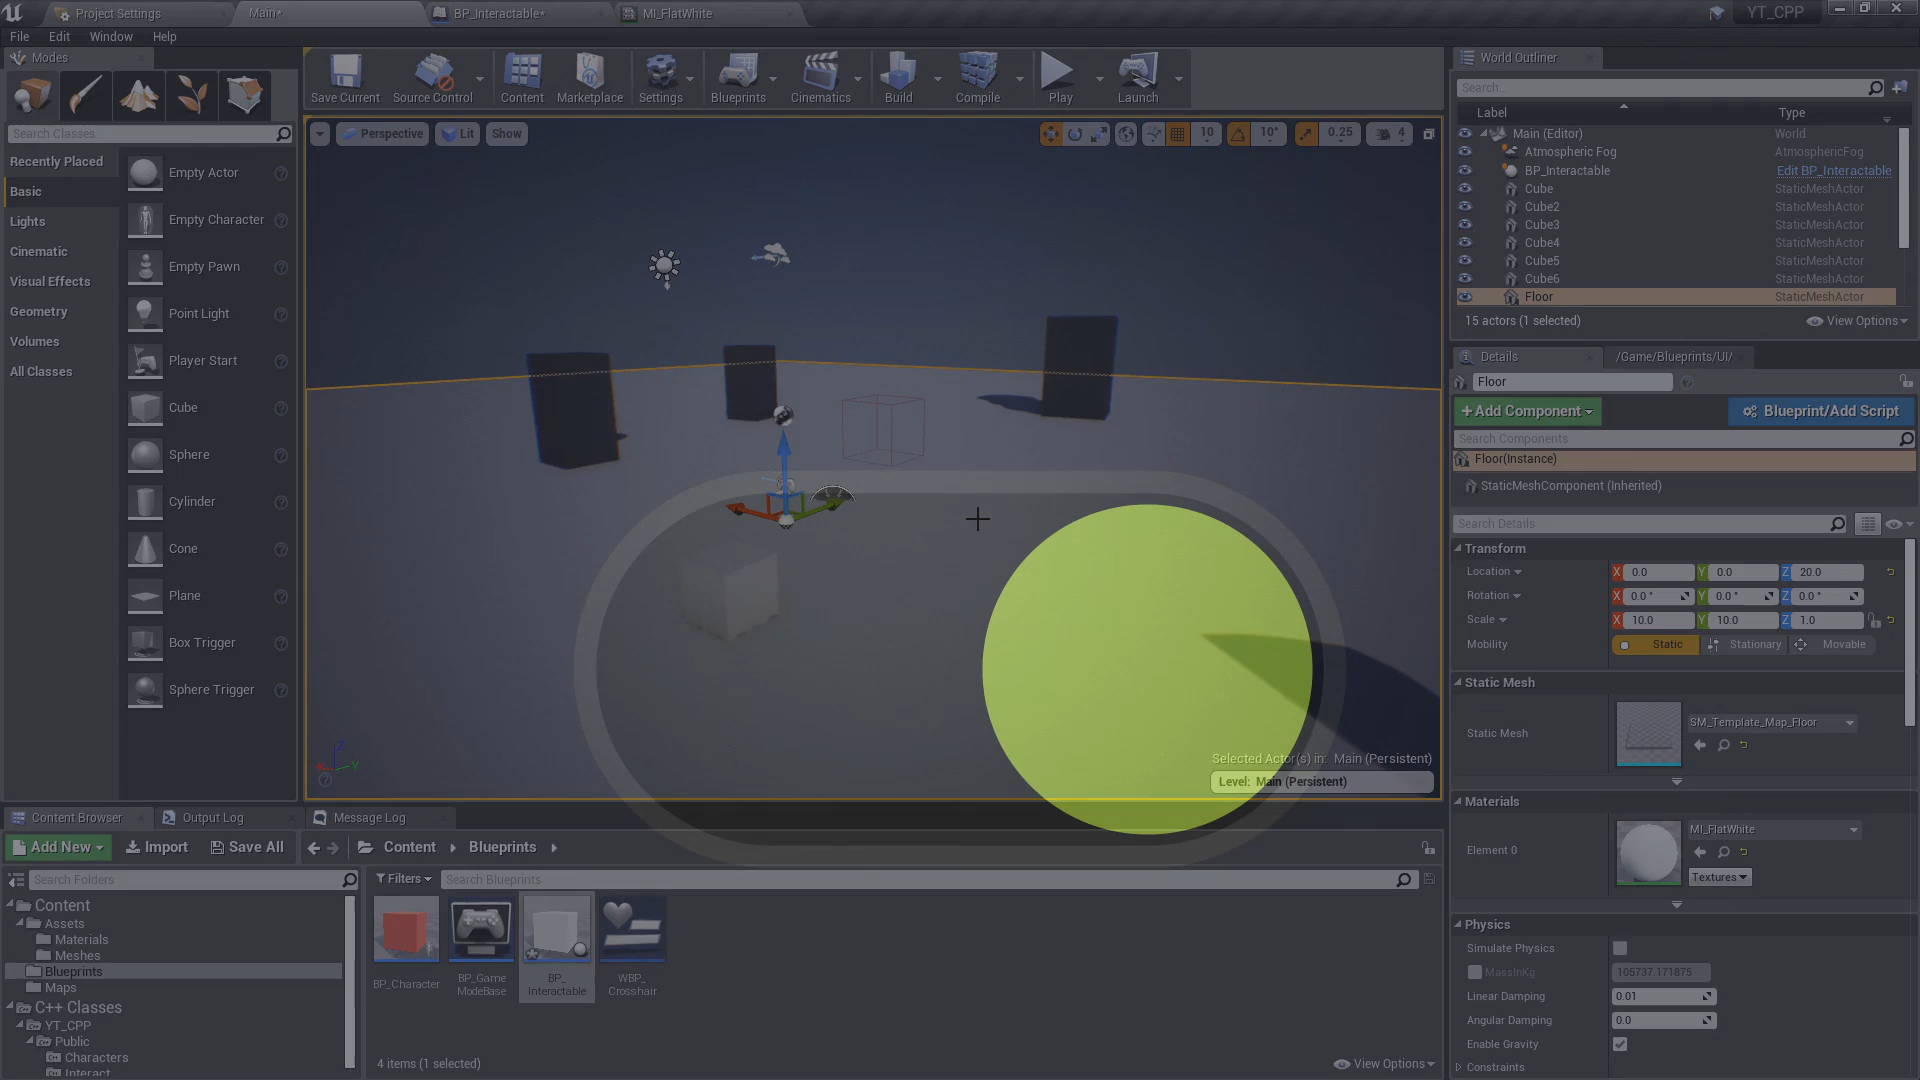 Project Settings
Main*
BP_Interactable*
MI_FlatWhite
YT_CPP
File Edit Window Help
Modes
Search Classes
Recently Placed
Basic
Lights
Cinematic
Visual Effects
Geometry
Volumes
All Classes
Empty Actor
Empty Character
Empty Pawn
Point Light
Player Start
Cube
Sphere
Cylinder
Cone
Plane
Box Trigger
Sphere Trigger
Save Current
Source Control
Content
Marketplace
Settings
Blueprints
Cinematics
Build
Compile
Play
Launch
Perspective
Lit
Show
10
10°
0.25
4
X Y Z
Selected Actor(s) in: Main (Persistent)
Level: Main (Persistent)
World Outliner
Search...
Label Type
Main (Editor) World
Atmospheric Fog AtmosphericFog
BP_Interactable Edit BP_Interactable
Cube StaticMeshActor
Cube2 StaticMeshActor
Cube3 StaticMeshActor
Cube4 StaticMeshActor
Cube5 StaticMeshActor
Cube6 StaticMeshActor
Floor StaticMeshActor
15 actors (1 selected)
View Options
Details
/Game/Blueprints/UI/
Floor
+Add Component
Blueprint/Add Script
Search Components
Floor(Instance)
StaticMeshComponent (Inherited)
Search Details
Transform
Location X 0.0 Y 0.0 Z 20.0
Rotation X 0.0 ° Y 0.0 ° Z 0.0 °
Scale X 10.0 Y 10.0 Z 1.0
Mobility Static Stationary Movable
Static Mesh
Static Mesh
SM_Template_Map_Floor
Materials
Element 0
MI_FlatWhite
Textures
Physics
Simulate Physics
MassInKg 105737.171875
Linear Damping 0.01
Angular Damping 0.0
Enable Gravity
Constraints
Content Browser
Output Log
Message Log
Add New
Import
Save All
Content
Blueprints
Search Folders
Filters
Search Blueprints
Content
Assets
Materials
Meshes
Blueprints
Maps
C++ Classes
YT_CPP
Public
Characters
Interact
BP_Character
BP_Game
ModeBase
BP_
Interactable
WBP_
Crosshair
4 items (1 selected)
View Options